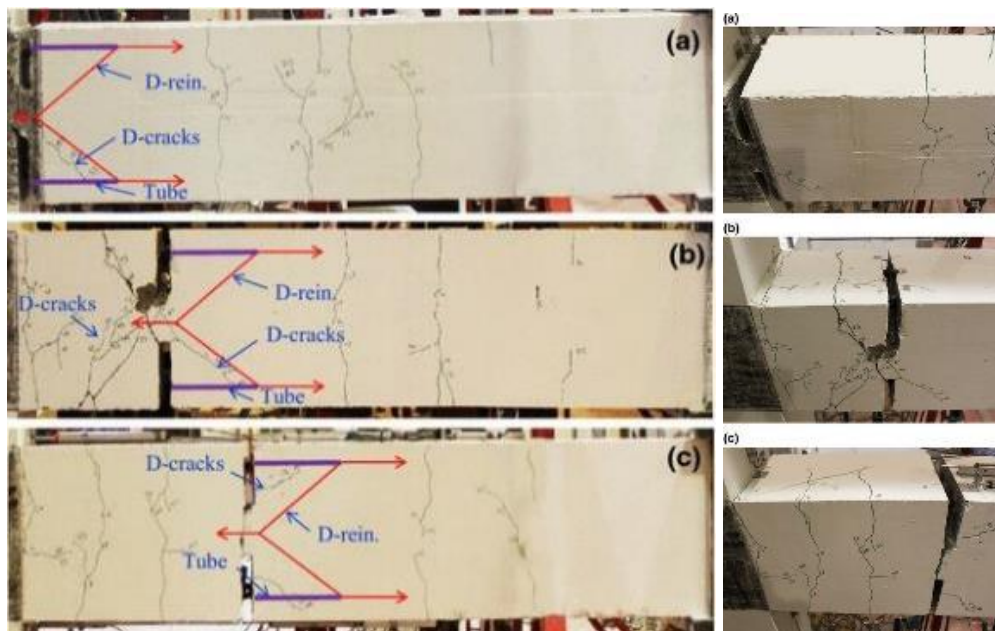 (a)
D-rein.
D-cracks
Tube
(b)
D-cracks
D-rein.
D-cracks
Tube
(c)
D-cracks
D-rein.
Tube
(a)
(b)
(c)